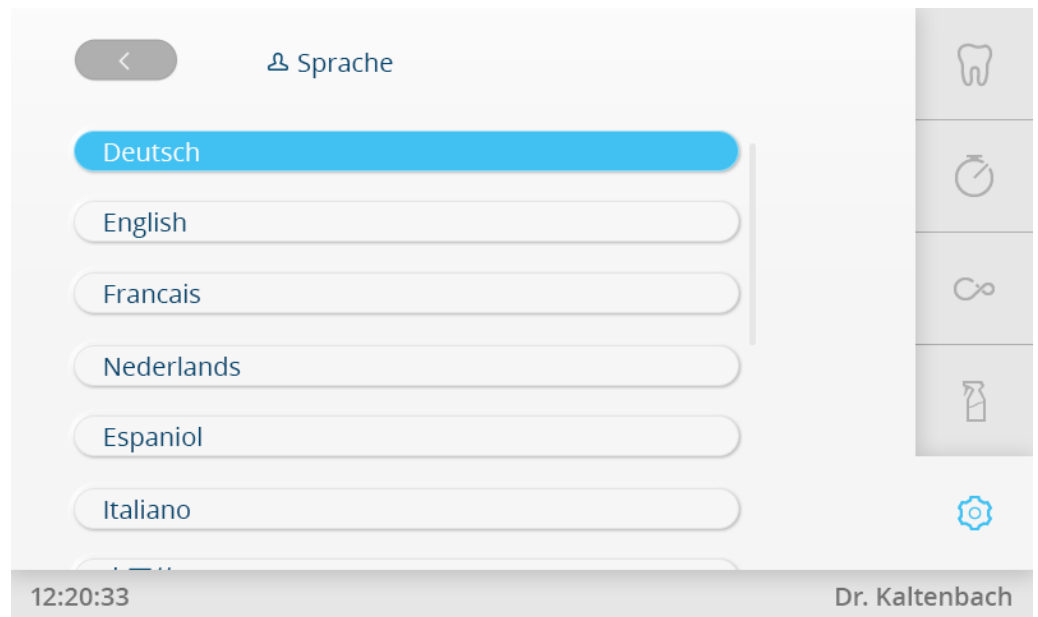 Sprache
Deutsch
English
Francais
Nederlands
Espaniol
Italiano
12:20:33 Dr. Kaltenbach